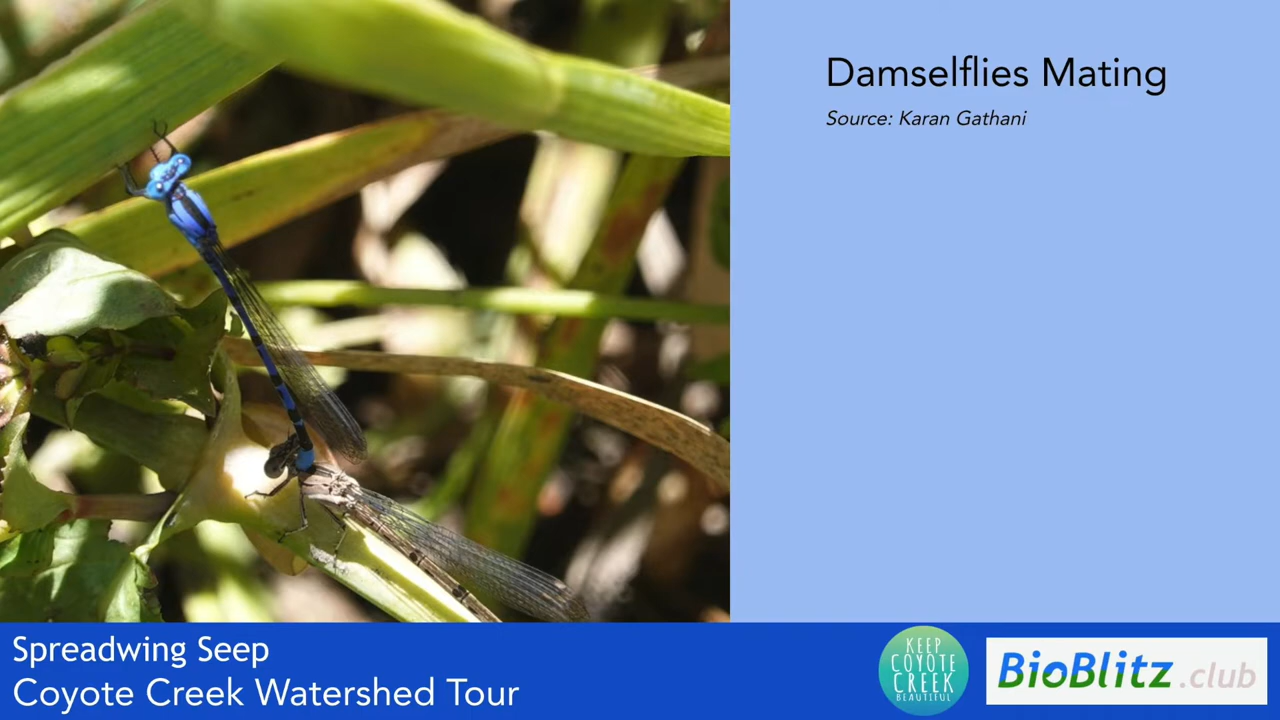 Damselflies Mating
Source: Karan Gathani
Spreadwing Seep
Coyote Creek Watershed Tour
KEEP
COYOTE
CREEK
BEAUTIFUL
BioBlitz.club